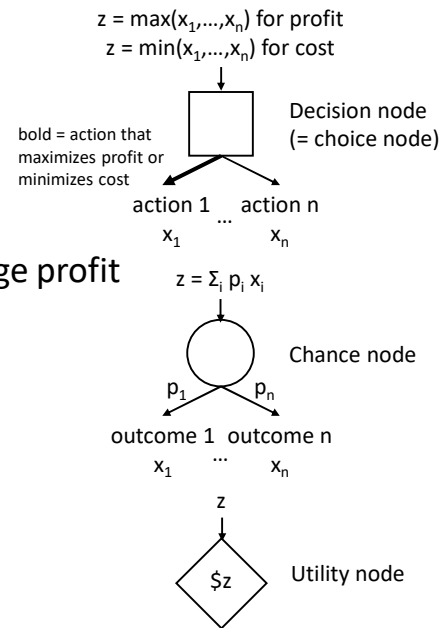 z = max(x₁,…,xₙ) for profit
z = min(x₁,…,xₙ) for cost
Decision node
(= choice node)
bold = action that
maximizes profit or
minimizes cost
action 1 … action n
x₁ xₙ
ge profit
z = Σᵢ pᵢ xᵢ
Chance node
p₁ pₙ
outcome 1 outcome n
x₁ … xₙ
z
$z
Utility node